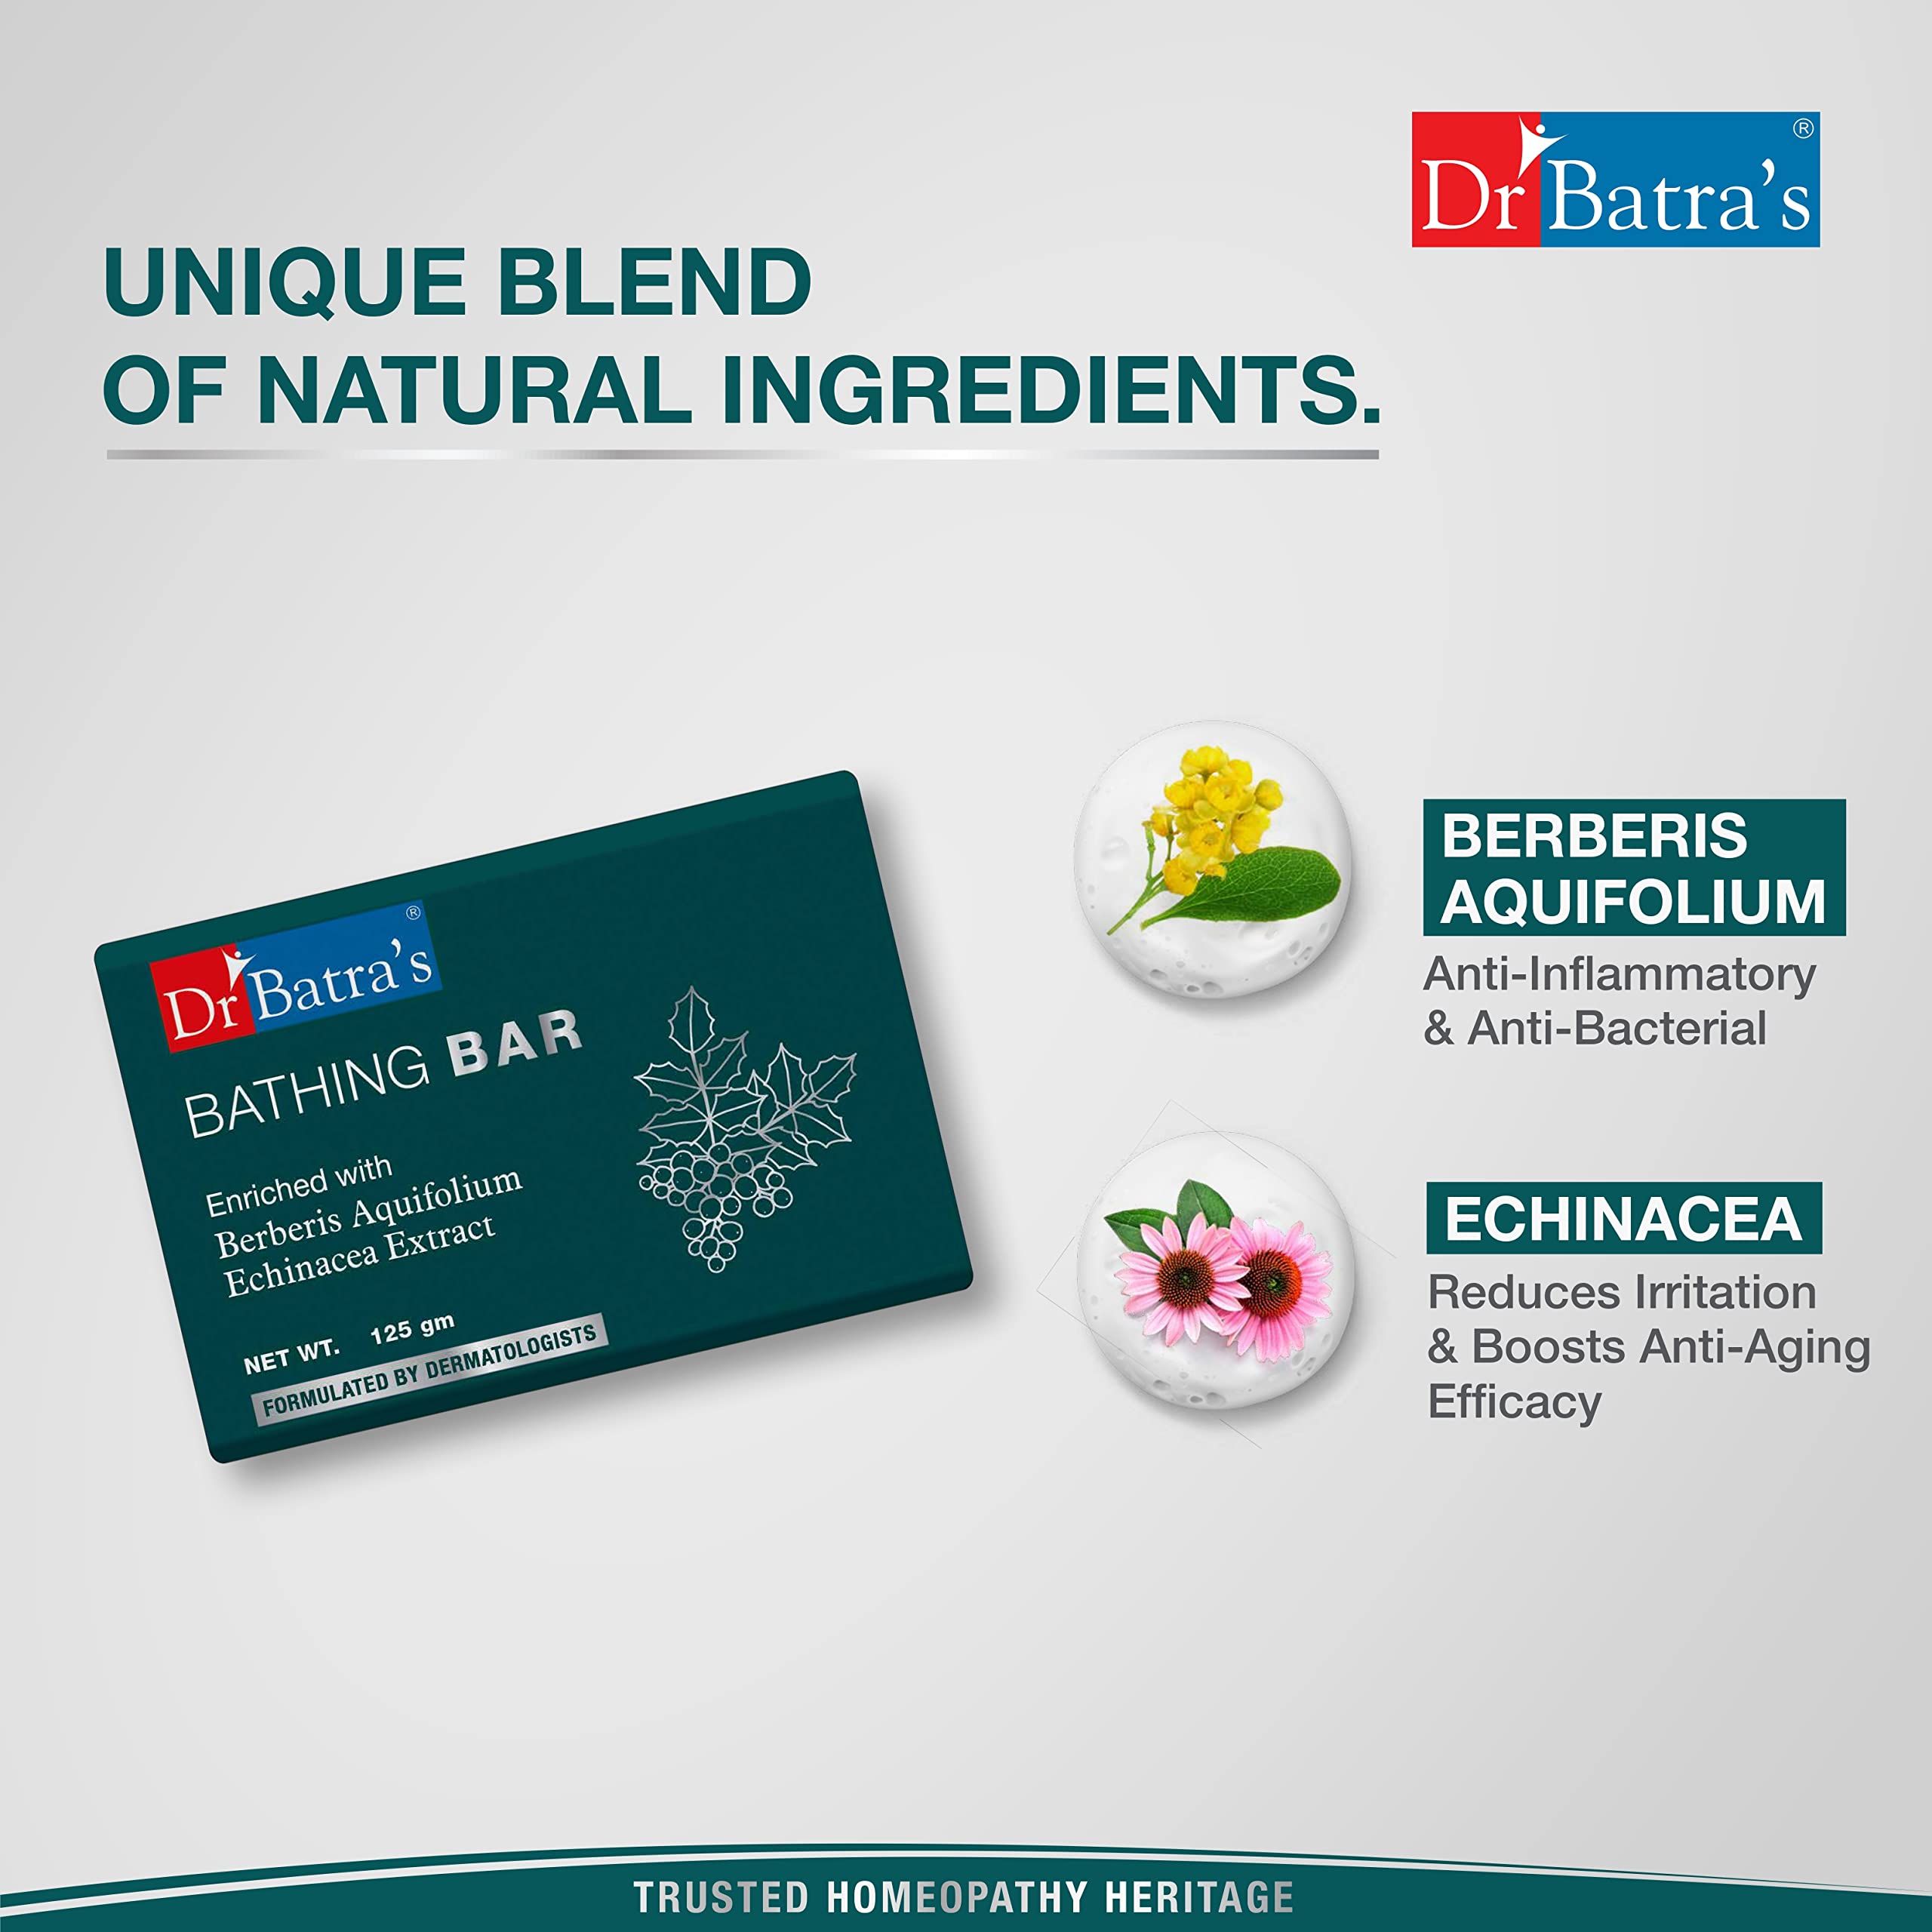 Dr Batra's ®
UNIQUE BLEND
OF NATURAL INGREDIENTS.
Dr Batra's ®
BATHING BAR
Enriched with
Berberis Aquifolium
Echinacea Extract
NET WT. 125 gm
FORMULATED BY DERMATOLOGISTS
BERBERIS
AQUIFOLIUM
Anti-Inflammatory
& Anti-Bacterial
ECHINACEA
Reduces Irritation
& Boosts Anti-Aging
Efficacy
TRUSTED HOMEOPATHY HERITAGE